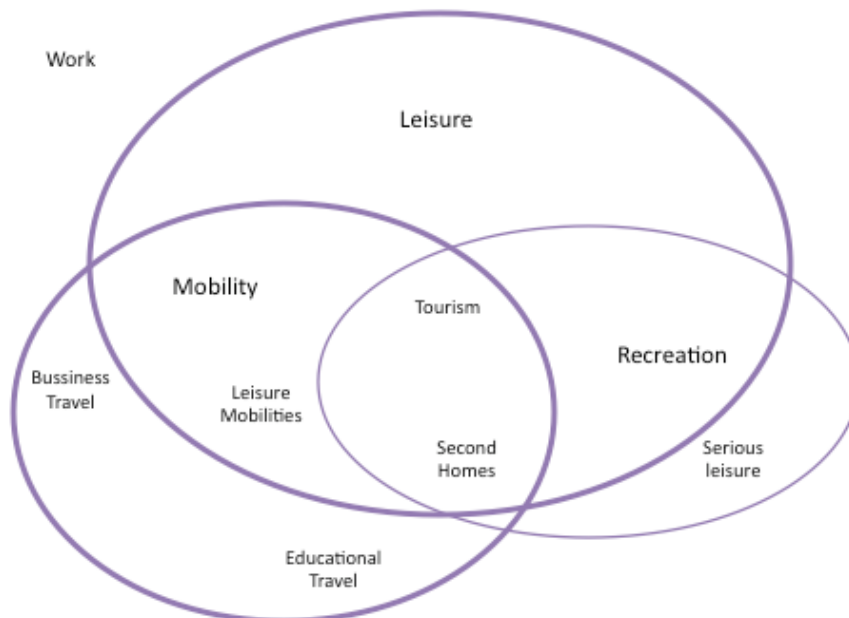 Work
Leisure
Mobility
Tourism
Recreation
Bussiness
Travel
Leisure
Mobilities
Second
Homes
Serious
leisure
Educational
Travel